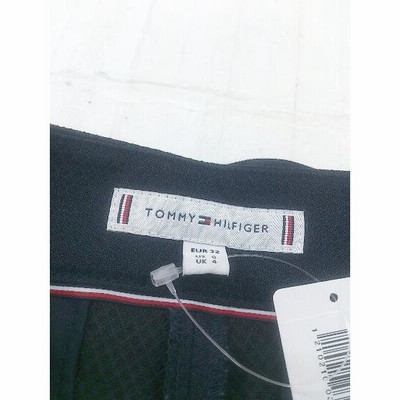 TOMMY HILFIGER
EUR 32
US 0
UK 4